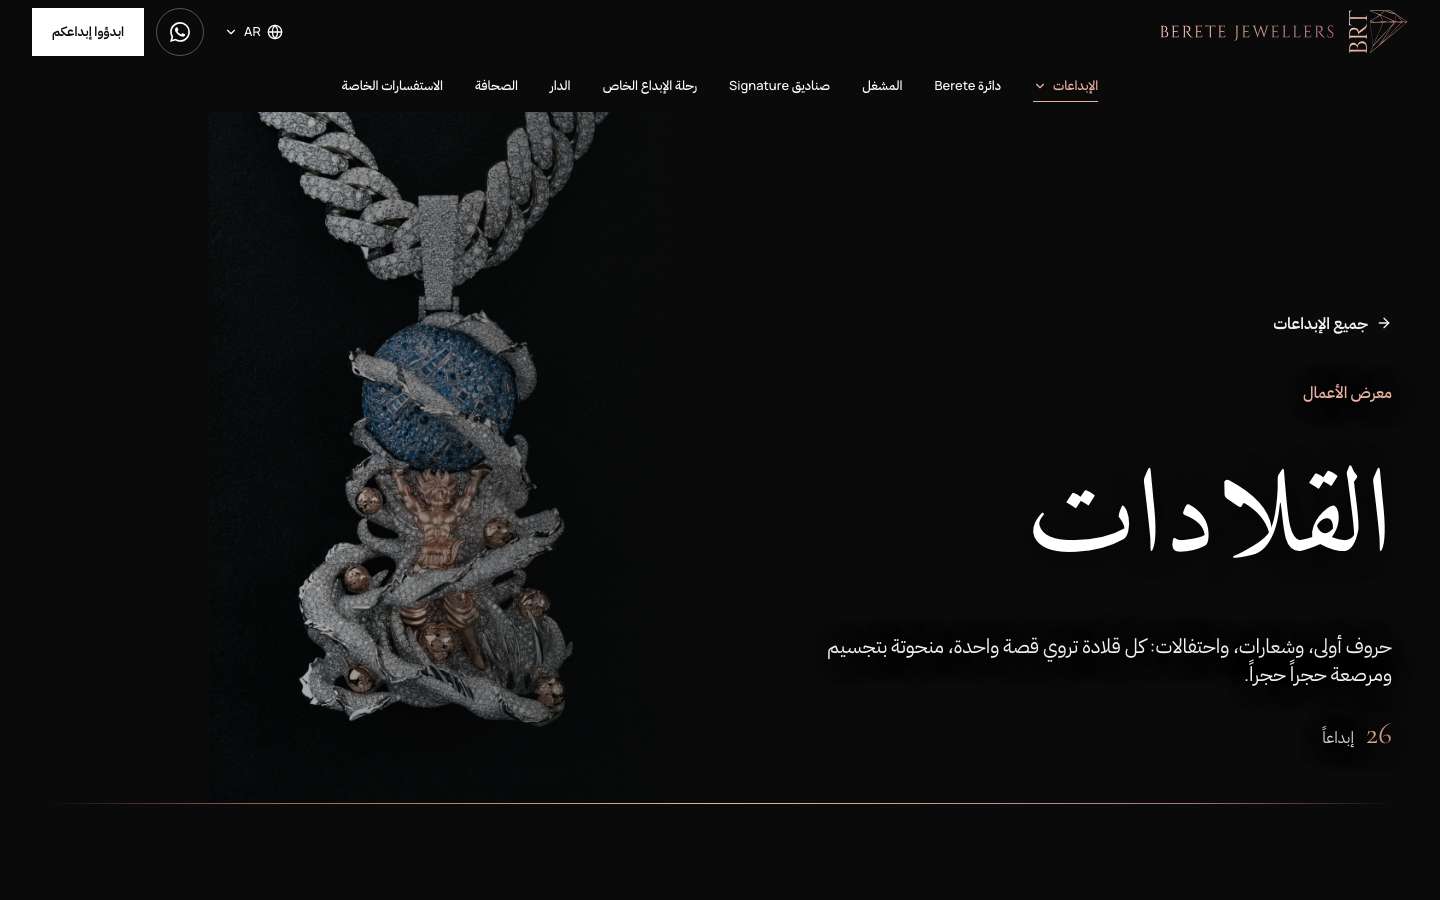 BRT
BERETE JEWELLERS
AR
ابدؤوا إبداعكم
الإبداعات
دائرة Berete
المشغل
صناديق Signature
رحلة الإبداع الخاص
الدار
الصحافة
الاستفسارات الخاصة
جميع الإبداعات
معرض الأعمال
القلادات
حروف أولى، وشعارات، واحتفالات: كل قلادة تروي قصة واحدة، منحوتة بتجسيم
ومرصعة حجراً حجراً.
26 إبداعاً